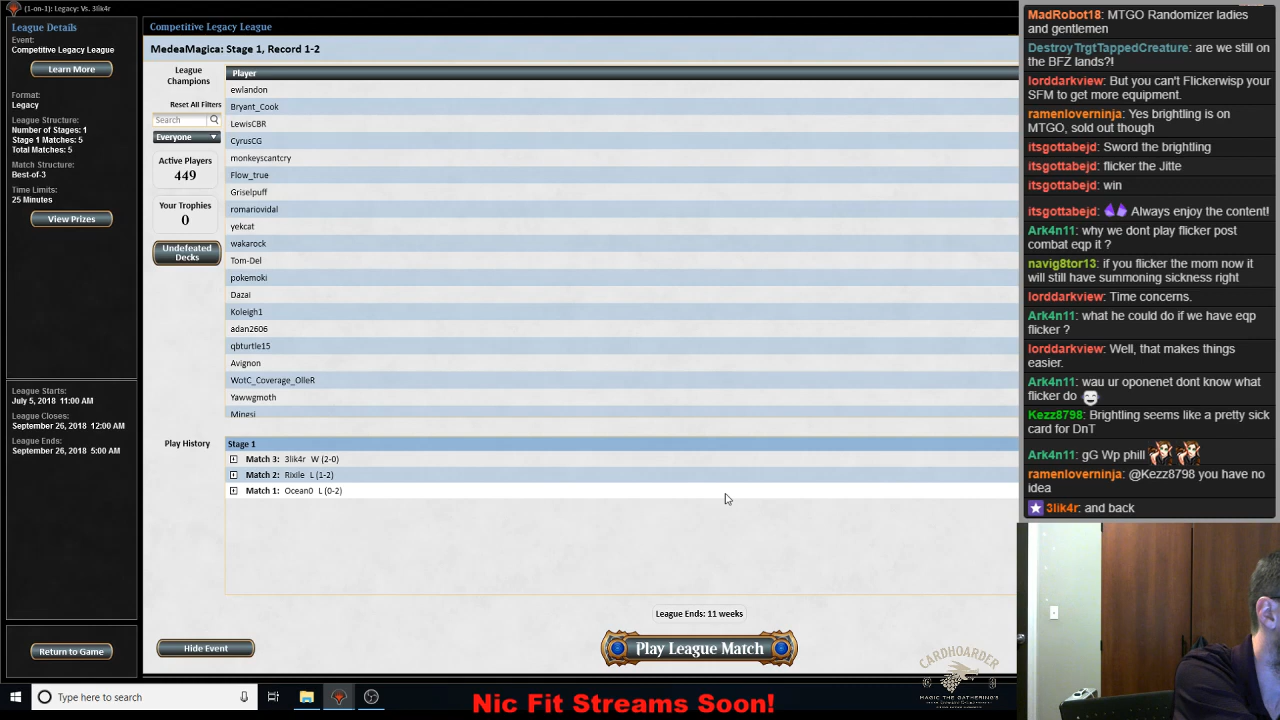 (1-on-1): Legacy: Vs. 3lik4r
League Details
Event:
Competitive Legacy League
Learn More
Format:
Legacy
League Structure:
Number of Stages: 1
Stage 1 Matches: 5
Total Matches: 5
Match Structure:
Best-of-3
Time Limits:
25 Minutes
View Prizes
League Starts:
July 5, 2018 11:00 AM
League Closes:
September 26, 2018 12:00 AM
League Ends:
September 26, 2018 5:00 AM
Return to Game
Competitive Legacy League
MedeaMagica: Stage 1, Record 1-2
League
Champions
Reset All Filters
Search
Everyone
Active Players
449
Your Trophies
0
Undefeated
Decks
Player
ewlandon
Bryant_Cook
LewisCBR
CyrusCG
monkeyscantcry
Flow_true
Griselpuff
romariovidal
yekcat
wakarock
Tom-Del
pokemoki
Dazai
Koleigh1
adan2606
qbturtle15
Avignon
WotC_Coverage_OlleR
Yawwgmoth
Mingsi
Play History
Stage 1
Match 3: 3lik4r W (2-0)
Match 2: Rixile L (1-2)
Match 1: Ocean0 L (0-2)
League Ends: 11 weeks
Hide Event
Play League Match
CARDHOARDER
MAGIC THE GATHERING'S
Type here to search
Nic Fit Streams Soon!
MadRobot18: MTGO Randomizer ladies
and gentlemen
DestroyTrgtTappedCreature: are we still on
the BFZ lands?!
lorddarkview: But you can't Flickerwisp your
SFM to get more equipment.
ramenloverninja: Yes brightling is on
MTGO, sold out though
itsgottabejd: Sword the brightling
itsgottabejd: flicker the Jitte
itsgottabejd: win
itsgottabejd: Always enjoy the content!
Ark4n11: why we dont play flicker post
combat eqp it ?
navig8tor13: if you flicker the mom now it
will still have summoning sickness right
lorddarkview: Time concerns.
Ark4n11: what he could do if we have eqp
flicker ?
lorddarkview: Well, that makes things
easier.
Ark4n11: wau ur oponenet dont know what
flicker do
Kezz8798: Brightling seems like a pretty sick
card for DnT
Ark4n11: gG Wp phill
ramenloverninja: @Kezz8798 you have no
idea
3lik4r: and back